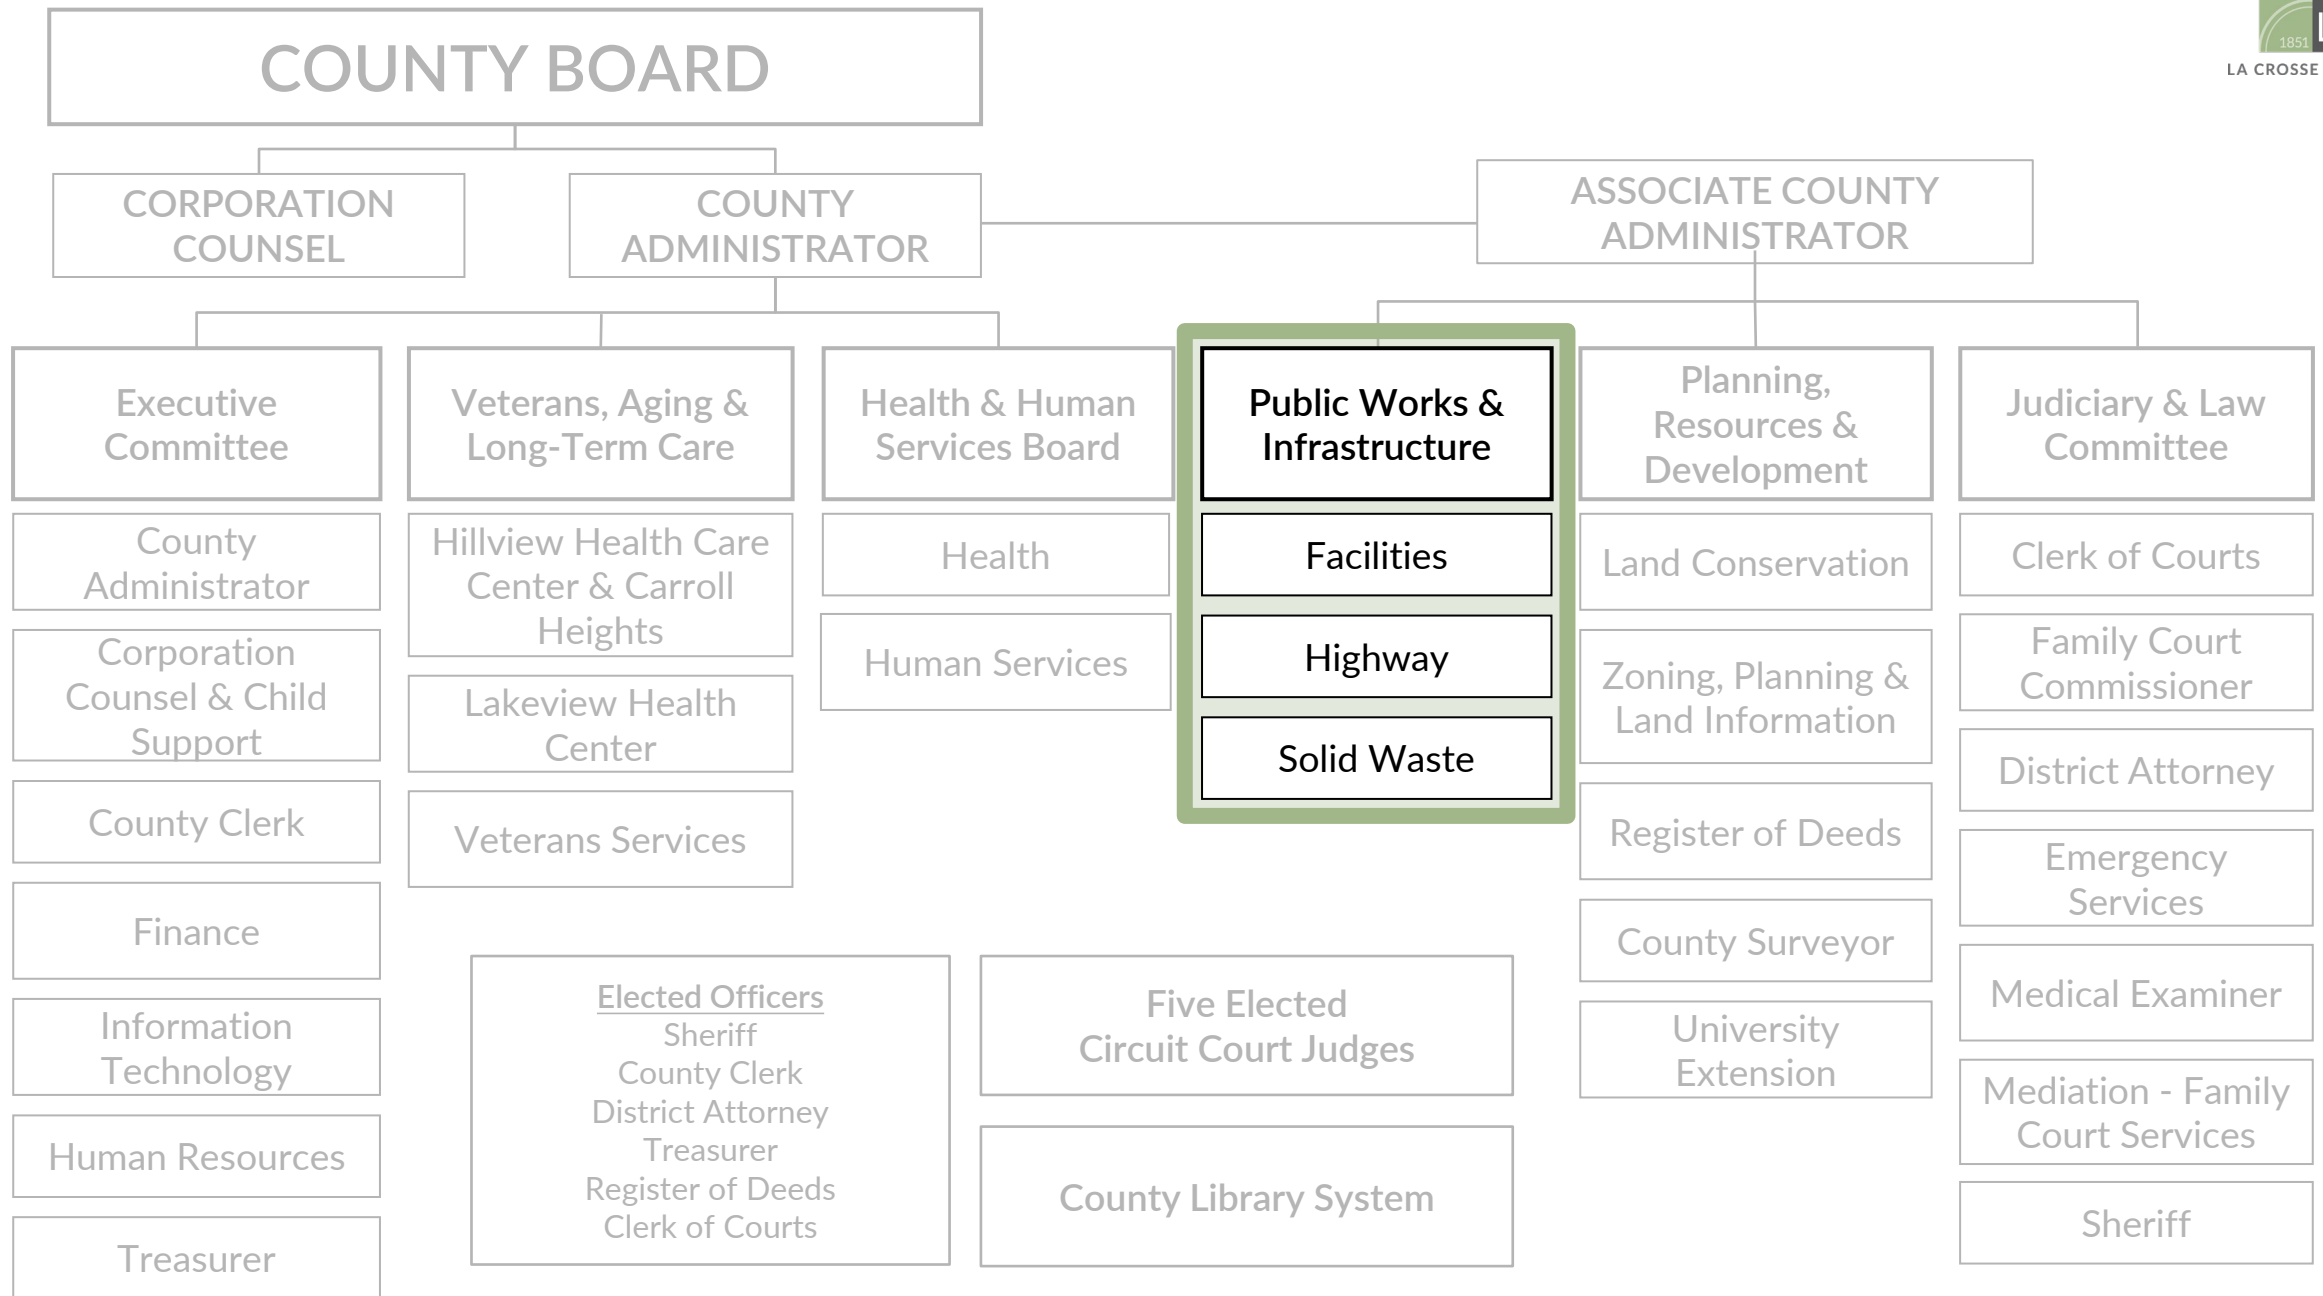 COUNTY BOARD
1851
LA CROSSE
CORPORATION
COUNSEL
COUNTY
ADMINISTRATOR
ASSOCIATE COUNTY
ADMINISTRATOR
Executive
Committee
County
Administrator
Corporation
Counsel & Child
Support
County Clerk
Finance
Information
Technology
Human Resources
Treasurer
Veterans, Aging &
Long-Term Care
Hillview Health Care
Center & Carroll
Heights
Lakeview Health
Center
Veterans Services
Health & Human
Services Board
Health
Human Services
Public Works &
Infrastructure
Facilities
Highway
Solid Waste
Planning,
Resources &
Development
Land Conservation
Zoning, Planning &
Land Information
Register of Deeds
County Surveyor
University
Extension
Judiciary & Law
Committee
Clerk of Courts
Family Court
Commissioner
District Attorney
Emergency
Services
Medical Examiner
Mediation - Family
Court Services
Sheriff
Elected Officers
Sheriff
County Clerk
District Attorney
Treasurer
Register of Deeds
Clerk of Courts
Five Elected
Circuit Court Judges
County Library System